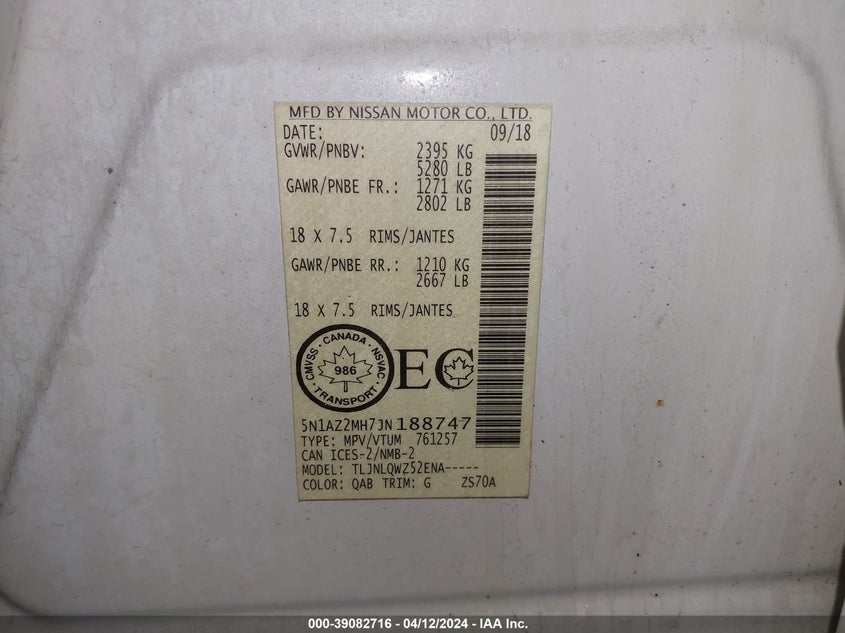 MFD BY NISSAN MOTOR CO., LTD.
DATE: 09/18
GVWR/PNBV: 2395 KG
5280 LB
GAWR/PNBE FR.: 1271 KG
2802 LB
18 X 7.5 RIMS/JANTES
GAWR/PNBE RR.: 1210 KG
2667 LB
18 X 7.5 RIMS/JANTES
CMVSS · CANADA · NSVAC · TRANSPORT ·
986
EC
5N1AZ2MH7JN188747
TYPE: MPV/VTUM 761257
CAN ICES-2/NMB-2
MODEL: TLJNLQWZ52ENA-----
COLOR: QAB TRIM: G ZS70A
000-39082716 - 04/12/2024 - IAA Inc.